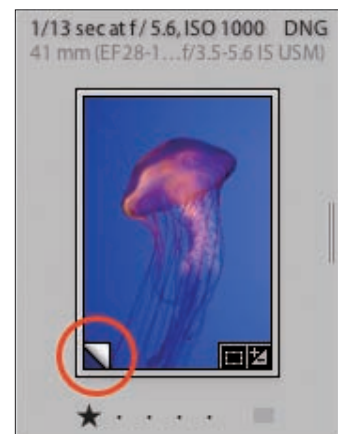 1/13 sec at f / 5.6, ISO 1000 DNG
41 mm (EF28-1…f/3.5-5.6 IS USM)